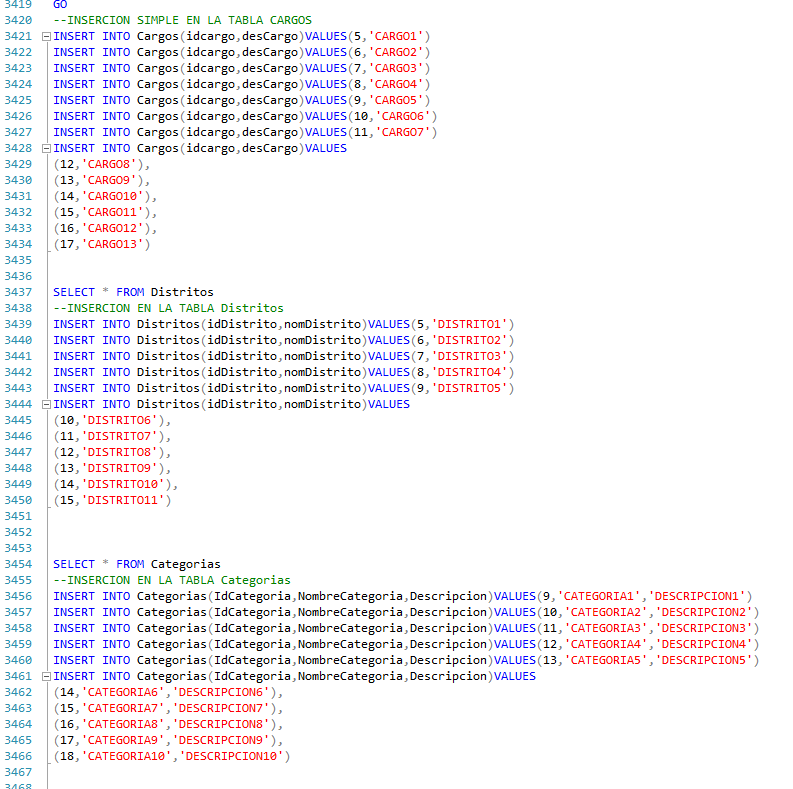 3419 GO
3420 --INSERCION SIMPLE EN LA TABLA CARGOS
3421 INSERT INTO Cargos(idcargo,desCargo)VALUES(5,'CARGO1')
3422 INSERT INTO Cargos(idcargo,desCargo)VALUES(6,'CARGO2')
3423 INSERT INTO Cargos(idcargo,desCargo)VALUES(7,'CARGO3')
3424 INSERT INTO Cargos(idcargo,desCargo)VALUES(8,'CARGO4')
3425 INSERT INTO Cargos(idcargo,desCargo)VALUES(9,'CARGO5')
3426 INSERT INTO Cargos(idcargo,desCargo)VALUES(10,'CARGO6')
3427 INSERT INTO Cargos(idcargo,desCargo)VALUES(11,'CARGO7')
3428 INSERT INTO Cargos(idcargo,desCargo)VALUES
3429 (12,'CARGO8'),
3430 (13,'CARGO9'),
3431 (14,'CARGO10'),
3432 (15,'CARGO11'),
3433 (16,'CARGO12'),
3434 (17,'CARGO13')
3435
3436
3437 SELECT * FROM Distritos
3438 --INSERCION EN LA TABLA Distritos
3439 INSERT INTO Distritos(idDistrito,nomDistrito)VALUES(5,'DISTRITO1')
3440 INSERT INTO Distritos(idDistrito,nomDistrito)VALUES(6,'DISTRITO2')
3441 INSERT INTO Distritos(idDistrito,nomDistrito)VALUES(7,'DISTRITO3')
3442 INSERT INTO Distritos(idDistrito,nomDistrito)VALUES(8,'DISTRITO4')
3443 INSERT INTO Distritos(idDistrito,nomDistrito)VALUES(9,'DISTRITO5')
3444 INSERT INTO Distritos(idDistrito,nomDistrito)VALUES
3445 (10,'DISTRITO6'),
3446 (11,'DISTRITO7'),
3447 (12,'DISTRITO8'),
3448 (13,'DISTRITO9'),
3449 (14,'DISTRITO10'),
3450 (15,'DISTRITO11')
3451
3452
3453
3454 SELECT * FROM Categorias
3455 --INSERCION EN LA TABLA Categorias
3456 INSERT INTO Categorias(IdCategoria,NombreCategoria,Descripcion)VALUES(9,'CATEGORIA1','DESCRIPCION1')
3457 INSERT INTO Categorias(IdCategoria,NombreCategoria,Descripcion)VALUES(10,'CATEGORIA2','DESCRIPCION2')
3458 INSERT INTO Categorias(IdCategoria,NombreCategoria,Descripcion)VALUES(11,'CATEGORIA3','DESCRIPCION3')
3459 INSERT INTO Categorias(IdCategoria,NombreCategoria,Descripcion)VALUES(12,'CATEGORIA4','DESCRIPCION4')
3460 INSERT INTO Categorias(IdCategoria,NombreCategoria,Descripcion)VALUES(13,'CATEGORIA5','DESCRIPCION5')
3461 INSERT INTO Categorias(IdCategoria,NombreCategoria,Descripcion)VALUES
3462 (14,'CATEGORIA6','DESCRIPCION6'),
3463 (15,'CATEGORIA7','DESCRIPCION7'),
3464 (16,'CATEGORIA8','DESCRIPCION8'),
3465 (17,'CATEGORIA9','DESCRIPCION9'),
3466 (18,'CATEGORIA10','DESCRIPCION10')
3467
3468